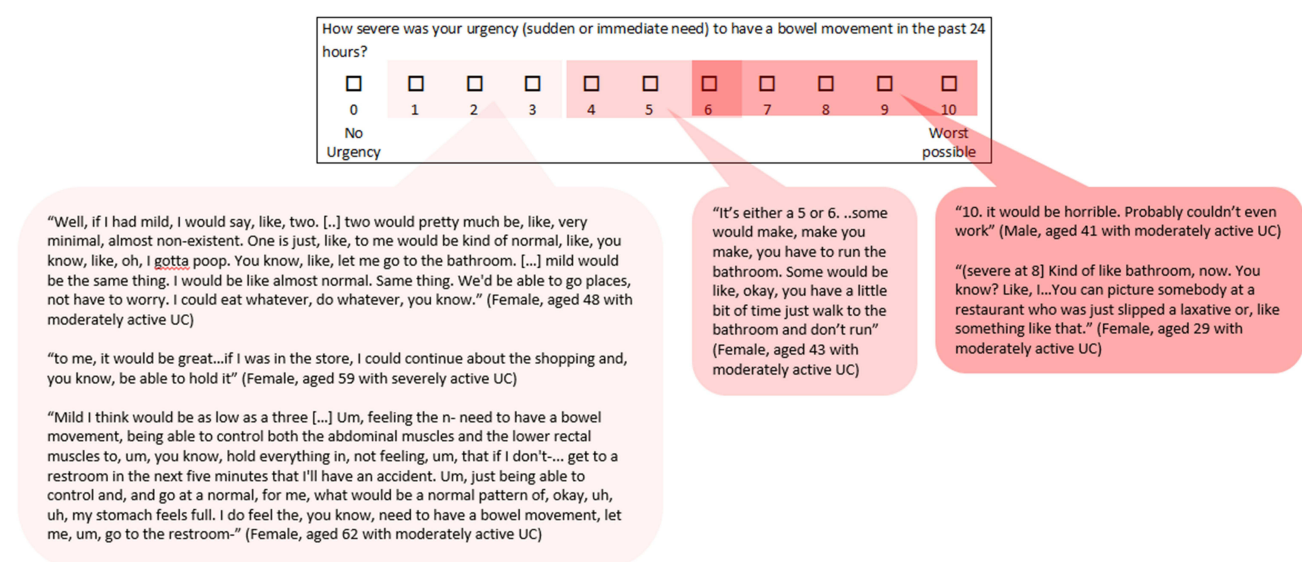 How severe was your urgency (sudden or immediate need) to have a bowel movement in the past 24
hours?
0 1 2 3 4 5 6 7 8 9 10
No Urgency
Worst possible
“Well, if I had mild, I would say, like, two. [..] two would pretty much be, like, very
minimal, almost non-existent. One is just, like, to me would be kind of normal, like, you
know, like, oh, I gotta poop. You know, like, let me go to the bathroom. [...] mild would
be the same thing. I would be like almost normal. Same thing. We'd be able to go places,
not have to worry. I could eat whatever, do whatever, you know.” (Female, aged 48 with
moderately active UC)
“to me, it would be great...if I was in the store, I could continue about the shopping and,
you know, be able to hold it” (Female, aged 59 with severely active UC)
“Mild I think would be as low as a three [...] Um, feeling the n- need to have a bowel
movement, being able to control both the abdominal muscles and the lower rectal
muscles to, um, you know, hold everything in, not feeling, um, that if I don't-... get to a
restroom in the next five minutes that I'll have an accident. Um, just being able to
control and, and go at a normal, for me, what would be a normal pattern of, okay, uh,
uh, my stomach feels full. I do feel the, you know, need to have a bowel movement, let
me, um, go to the restroom-” (Female, aged 62 with moderately active UC)
“It’s either a 5 or 6. ..some
would make, make you
make, you have to run the
bathroom. Some would be
like, okay, you have a little
bit of time just walk to the
bathroom and don’t run”
(Female, aged 43 with
moderately active UC)
“10. it would be horrible. Probably couldn’t even
work” (Male, aged 41 with moderately active UC)
“(severe at 8] Kind of like bathroom, now. You
know? Like, I...You can picture somebody at a
restaurant who was just slipped a laxative or, like
something like that.” (Female, aged 29 with
moderately active UC)